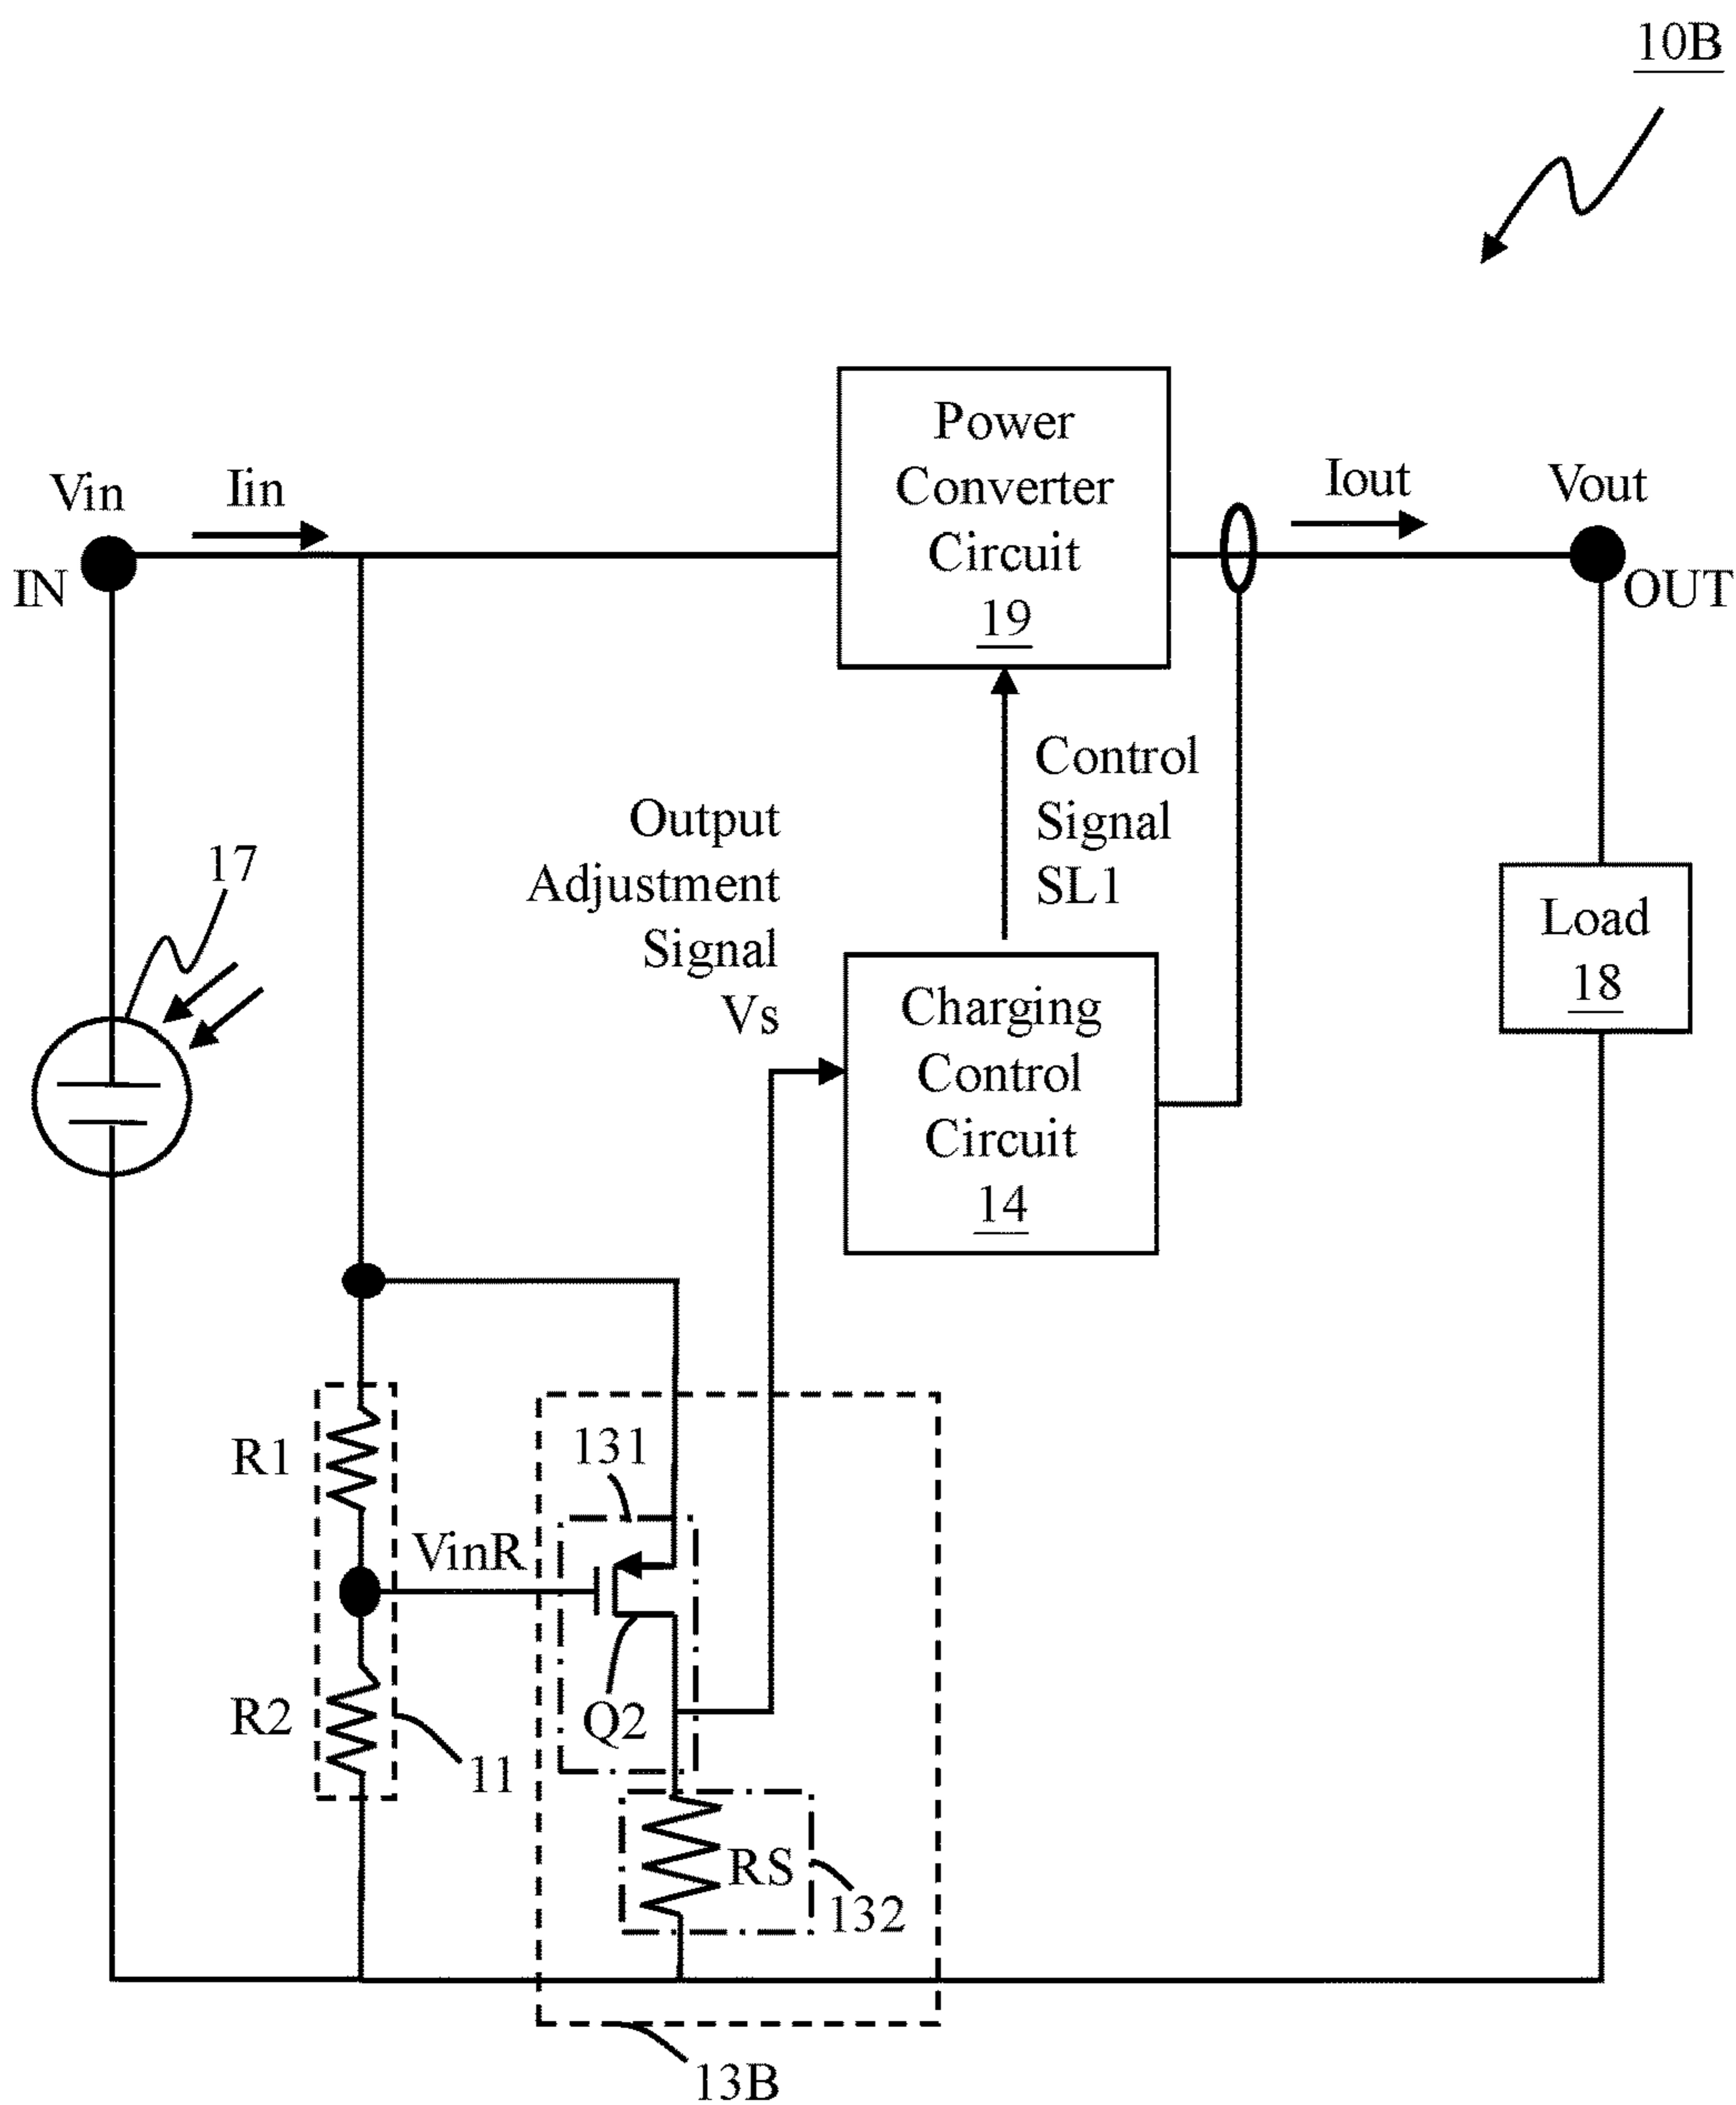 10B
Power
Converter
Circuit
19
Vin
Iin
Iout
Vout
IN
OUT
Control
Signal
SL1
Output
Adjustment
Signal
Vs
17
Load
18
Charging
Control
Circuit
14
R1
131
VinR
R2
Q2
11
RS
132
13B